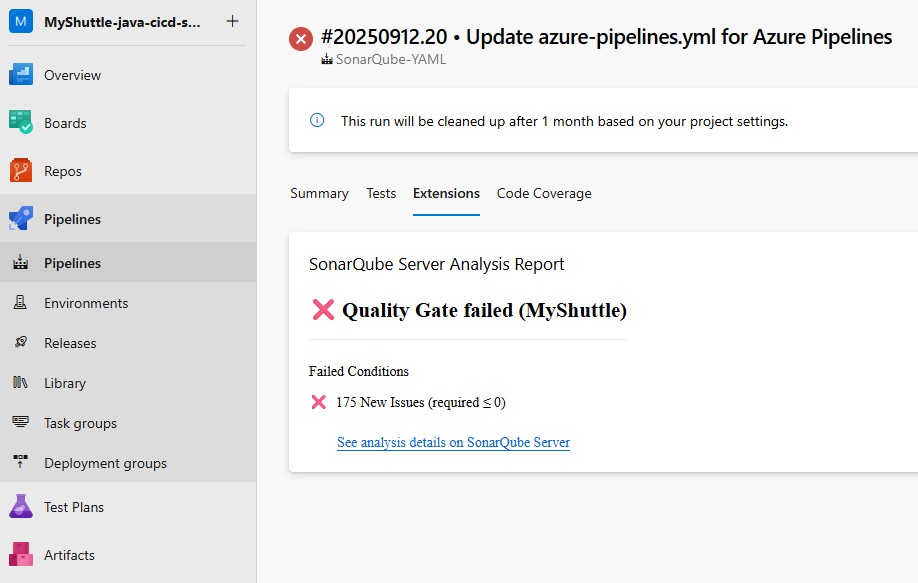 M MyShuttle-java-cicd-s... +
Overview
Boards
Repos
Pipelines
Pipelines
Environments
Releases
Library
Task groups
Deployment groups
Test Plans
Artifacts
#20250912.20 • Update azure-pipelines.yml for Azure Pipelines
SonarQube-YAML
This run will be cleaned up after 1 month based on your project settings.
Summary Tests Extensions Code Coverage
SonarQube Server Analysis Report
❌ Quality Gate failed (MyShuttle)
Failed Conditions
❌ 175 New Issues (required ≤ 0)
See analysis details on SonarQube Server